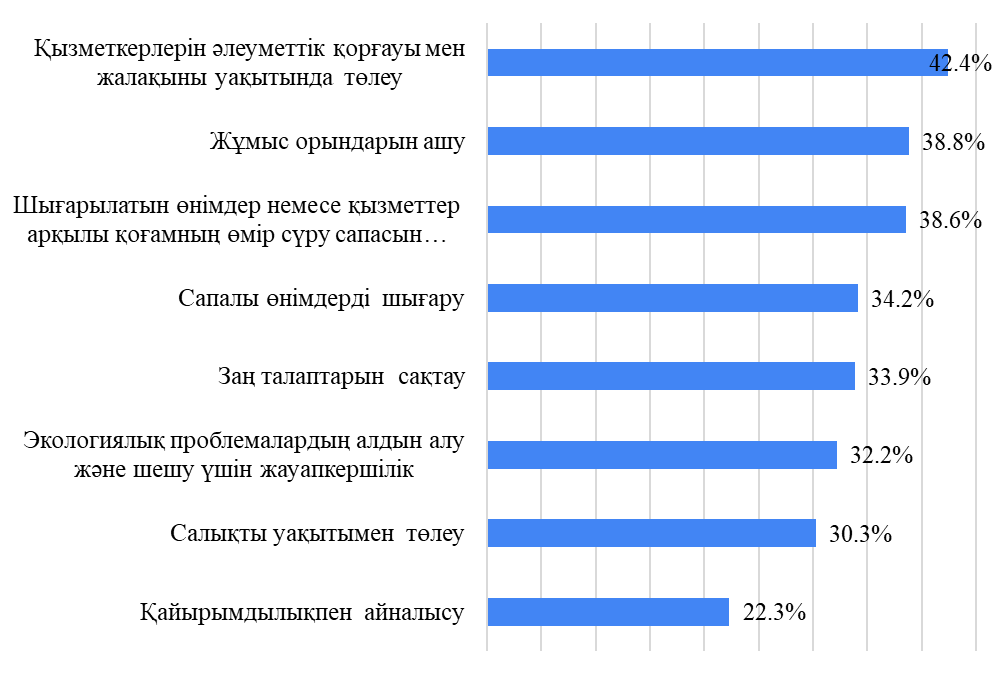 Қызметкерлерін әлеуметтік қорғауы мен
жалақыны уақытында төлеу
42.4%
Жұмыс орындарын ашу
38.8%
Шығарылатын өнімдер немесе қызметтер
арқылы қоғамның өмір сүру сапасын…
38.6%
Сапалы өнімдерді шығару
34.2%
Заң талаптарын сақтау
33.9%
Экологиялық проблемалардың алдын алу
және шешу үшін жауапкершілік
32.2%
Салықты уақытымен төлеу
30.3%
Қайырымдылықпен айналысу
22.3%